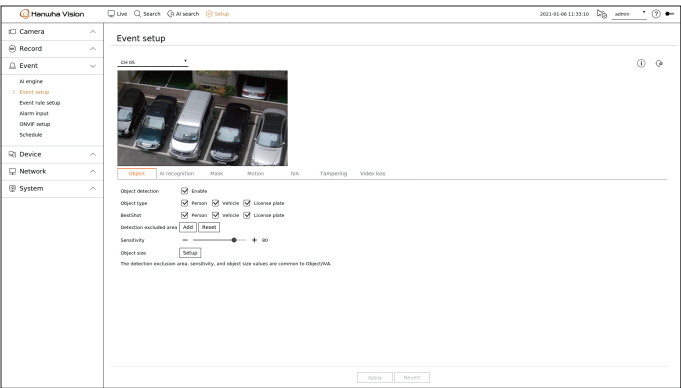 Hanwha Vision
Live Search AI search Setup
2021-01-06 11:33:10 admin
Camera
Record
Event
AI engine
Event setup
Event rule setup
Alarm input
ONVIF setup
Schedule
Device
Network
System
Event setup
CH 05
Object AI recognition Mask Motion IVA Tampering Video loss
Object detection Enable
Object type Person Vehicle License plate
BestShot Person Vehicle License plate
Detection excluded area Add Reset
Sensitivity 80
Object size Setup
The detection exclusion area, sensitivity, and object size values are common to Object/IVA.
Apply Revert